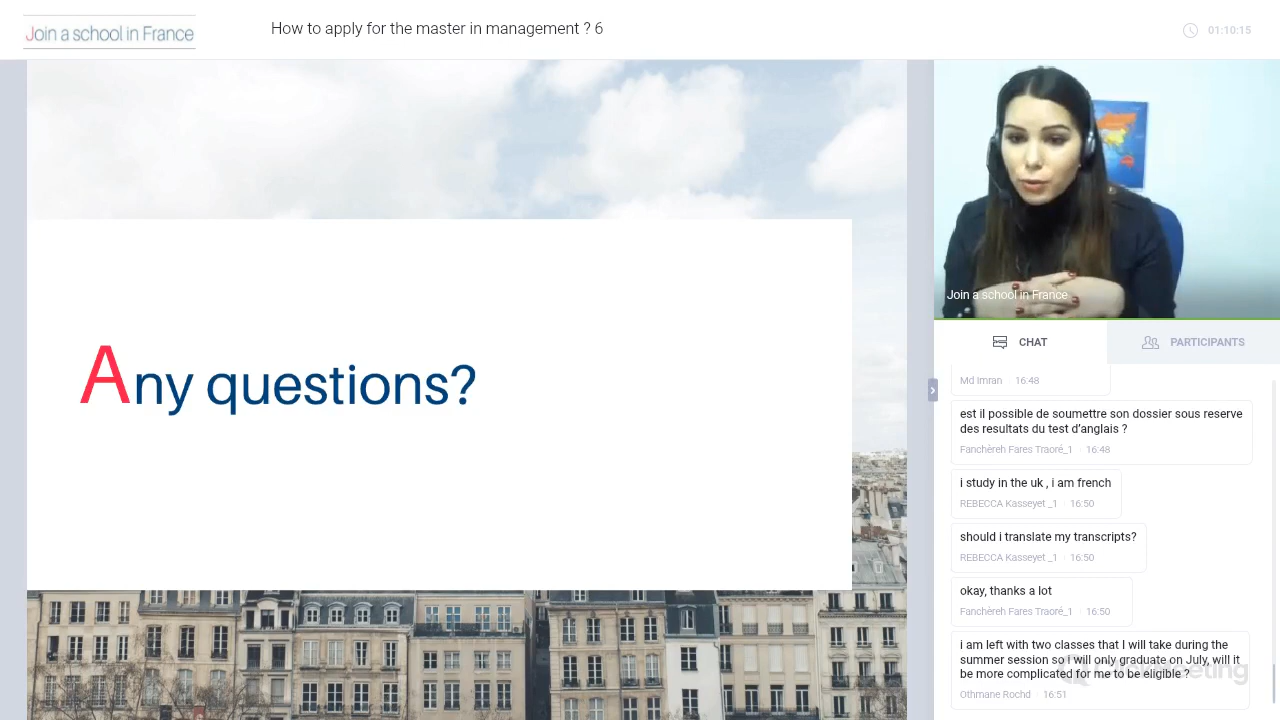 Join a school in France
How to apply for the master in management ? 6
01:10:15
Any questions?
Join a school in France
CHAT
PARTICIPANTS
Md Imran 16:48
est il possible de soumettre son dossier sous reserve
des resultats du test d'anglais ?
Fanchèreh Fares Traoré_1 16:48
i study in the uk , i am french
REBECCA Kasseyet _1 16:50
should i translate my transcripts?
REBECCA Kasseyet _1 16:50
okay, thanks a lot
Fanchèreh Fares Traoré_1 16:50
i am left with two classes that I will take during the
summer session so i will only graduate on July, will it
be more complicated for me to be eligible ?
Othmane Rochd 16:51